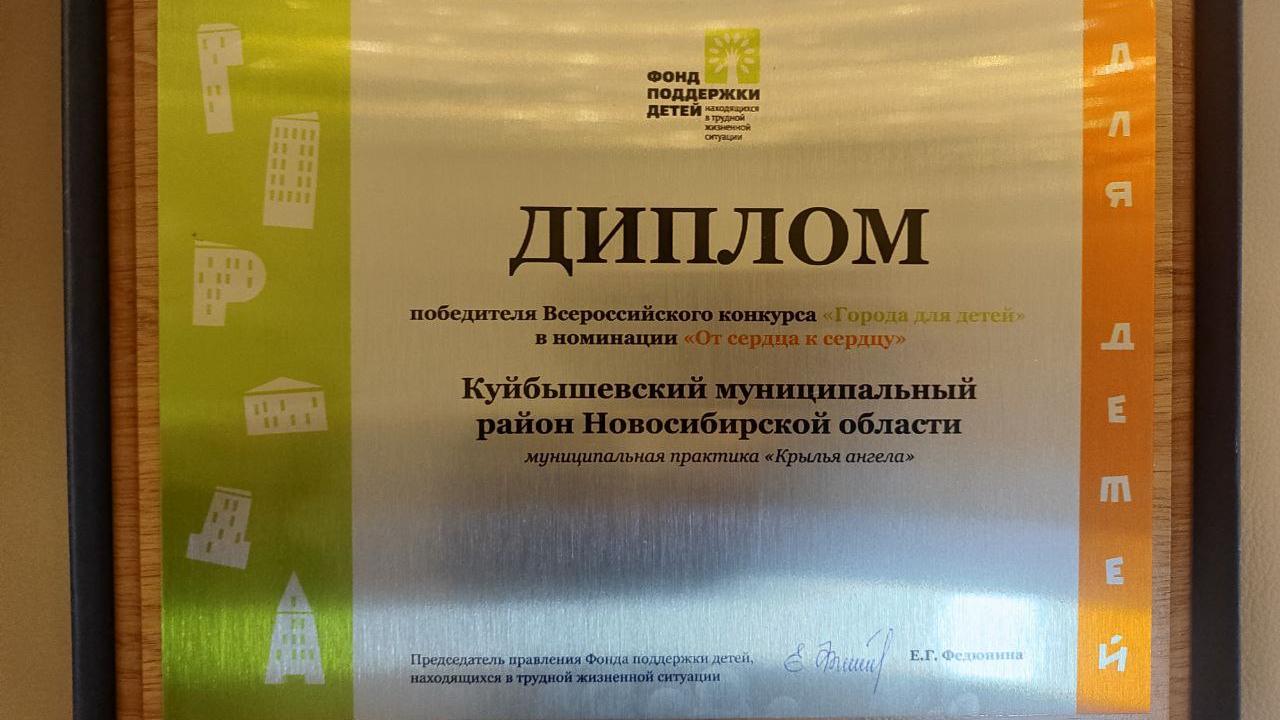 ФОНД
ПОДДЕРЖКИ
ДЕТЕЙ
находящихся
в трудной
жизненной
ситуации
ДИПЛОМ
победителя Всероссийского конкурса «Города для детей»
в номинации «От сердца к сердцу»
Куйбышевский муниципальный
район Новосибирской области
муниципальная практика «Крылья ангела»
Председатель правления Фонда поддержки детей,
находящихся в трудной жизненной ситуации
Е.Г. Федюнина
ГОРОДА
ДЛЯ ДЕТЕЙ